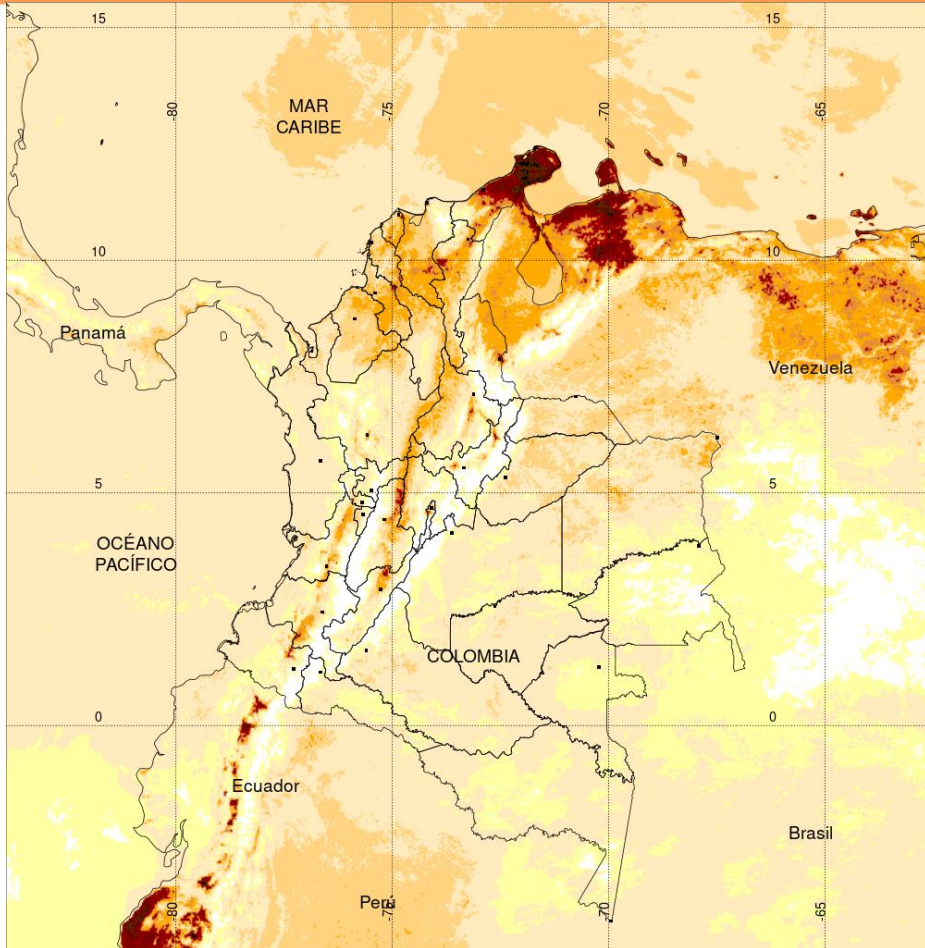 15
15
-80
-75
-70
-65
MAR
CARIBE
10
10
Panamá
Venezuela
5
5
OCÉANO
PACÍFICO
COLOMBIA
0
0
Ecuador
Brasil
Perú
-80
-75
-70
-65